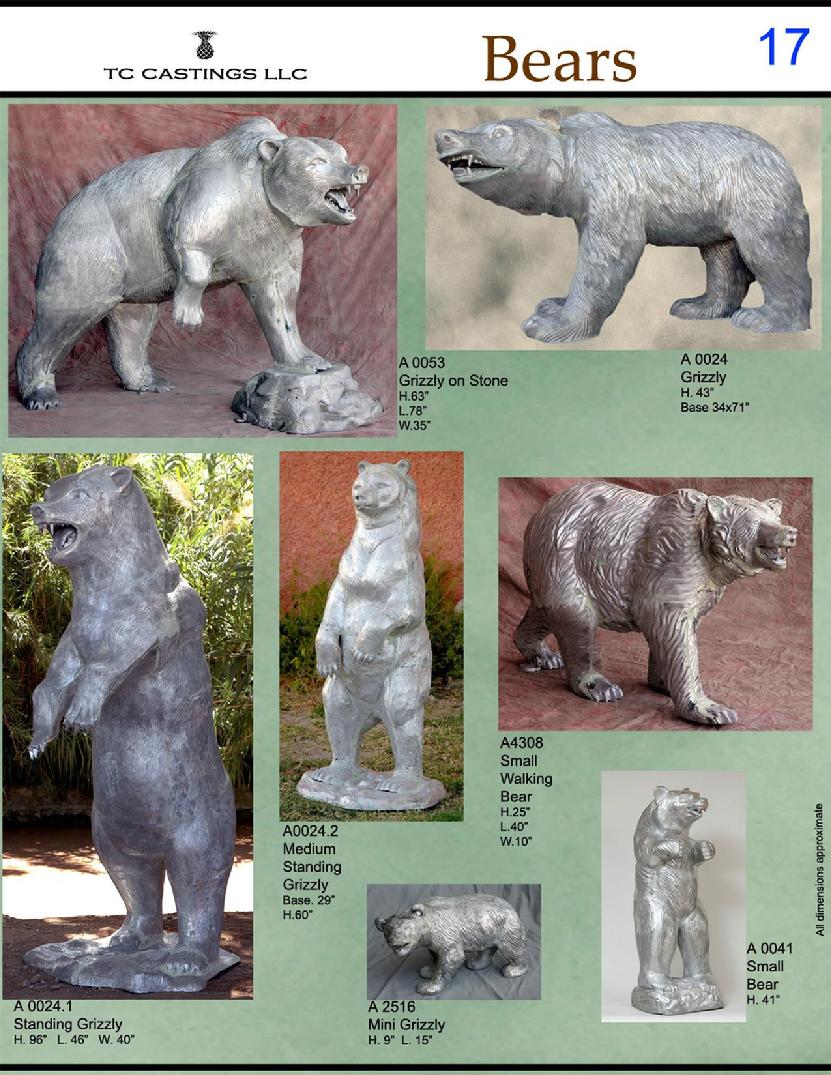 TC CASTINGS LLC
Bears
17
A 0053
Grizzly on Stone
H.63"
L.78"
W.35"
A 0024
Grizzly
H. 43"
Base 34x71"
A 0024.1
Standing Grizzly
H. 96" L. 46" W. 40"
A0024.2
Medium
Standing
Grizzly
Base. 29"
H.60"
A4308
Small
Walking
Bear
H.25"
L.40"
W.10"
A 2516
Mini Grizzly
H. 9" L. 15"
A 0041
Small
Bear
H. 41"
All dimensions approximate